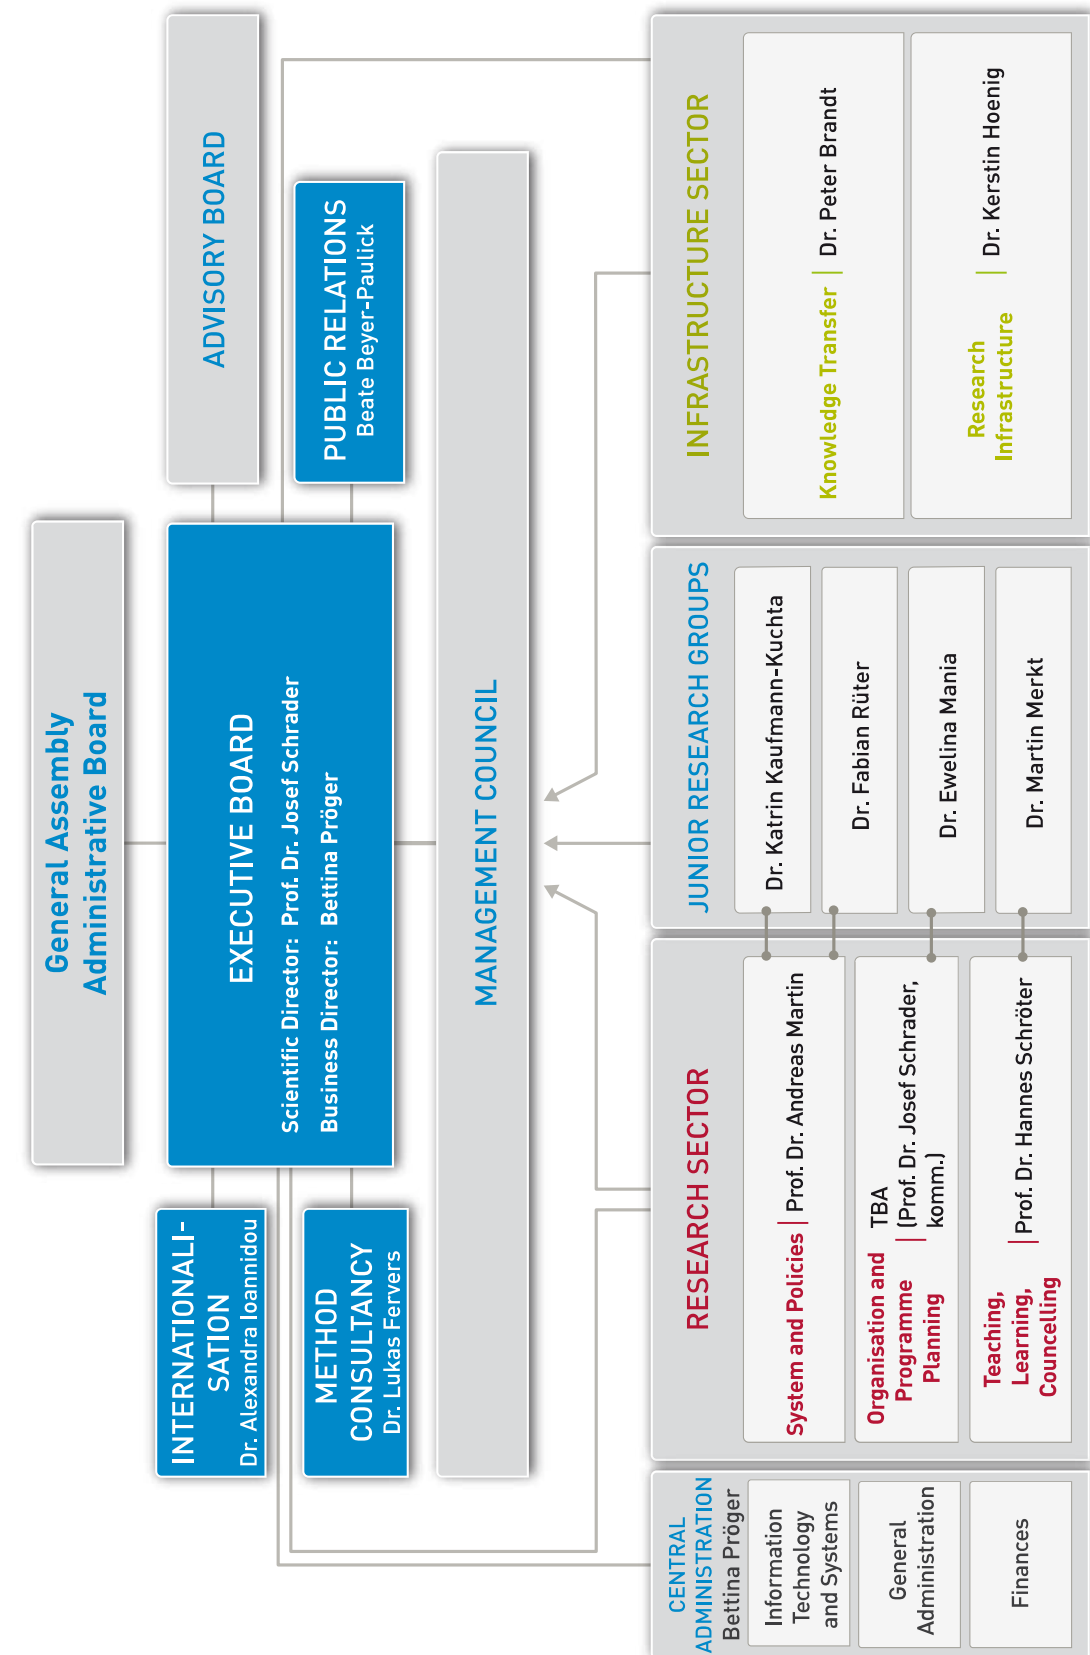 General Assembly
Administrative Board
INTERNATIONALI-
SATION
Dr. Alexandra Ioannidou
METHOD
CONSULTANCY
Dr. Lukas Fervers
EXECUTIVE BOARD
Scientific Director: Prof. Dr. Josef Schrader
Business Director: Bettina Pröger
ADVISORY BOARD
PUBLIC RELATIONS
Beate Beyer-Paulick
MANAGEMENT COUNCIL
CENTRAL
ADMINISTRATION
Bettina Pröger
Information
Technology
and Systems
General
Administration
Finances
RESEARCH SECTOR
System and Policies | Prof. Dr. Andreas Martin
Organisation and
Programme
Planning
TBA
(Prof. Dr. Josef Schrader,
komm.)
Teaching,
Learning,
Councelling
Prof. Dr. Hannes Schröter
JUNIOR RESEARCH GROUPS
Dr. Katrin Kaufmann-Kuchta
Dr. Fabian Rüter
Dr. Ewelina Mania
Dr. Martin Merkt
INFRASTRUCTURE SECTOR
Knowledge Transfer | Dr. Peter Brandt
Research
Infrastructure
Dr. Kerstin Hoenig